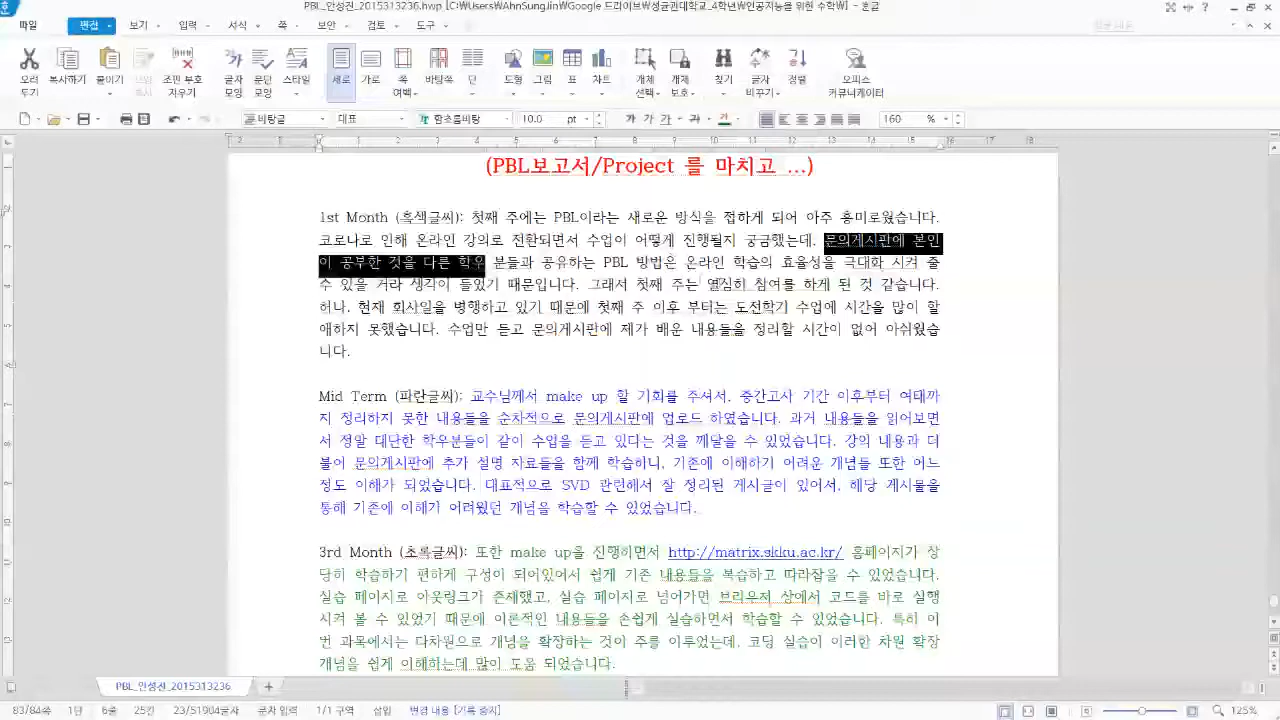 PBL_안성진_2015313236.hwp [C:₩Users₩AhnSungJin₩Google 드라이브₩성균관대학교_4학년₩인공지능을 위한 수학₩] - 한글
파일 편집 보기 입력 서식 쪽 보안 검토 도구
오려 두기 복사하기 붙이기 조판 부호 지우기 글자 모양 문단 모양 스타일 세로 가로 쪽 여백 바탕쪽 단 도형 그림 표 차트 개체 선택 개체 보호 찾기 글자 바꾸기 정렬 오피스 커뮤니케이터
바탕글 대표 함초롬바탕 10.0 pt 160 %
(PBL보고서/Project 를 마치고 ...)
1st Month (흑색글씨): 첫째 주에는 PBL이라는 새로운 방식을 접하게 되어 아주 흥미로웠습니다.
코로나로 인해 온라인 강의로 전환되면서 수업이 어떻게 진행될지 궁금했는데, 문의게시판에 본인
이 공부한 것을 다른 학우 분들과 공유하는 PBL 방법은 온라인 학습의 효율성을 극대화 시켜 줄
수 있을 거라 생각이 들었기 때문입니다. 그래서 첫째 주는 열심히 참여를 하게 된 것 같습니다.
허나, 현재 회사일을 병행하고 있기 때문에 첫째 주 이후 부터는 도전학기 수업에 시간을 많이 할
애하지 못했습니다. 수업만 듣고 문의게시판에 제가 배운 내용들을 정리할 시간이 없어 아쉬웠습
니다.
Mid Term (파란글씨): 교수님께서 make up 할 기회를 주셔서, 중간고사 기간 이후부터 여태까
지 정리하지 못한 내용들을 순차적으로 문의게시판에 업로드 하였습니다. 과거 내용들을 읽어보면
서 정말 대단한 학우분들이 같이 수업을 듣고 있다는 것을 깨달을 수 있었습니다. 강의 내용과 더
불어 문의게시판에 추가 설명 자료들을 함께 학습하니, 기존에 이해하기 어려운 개념들 또한 어느
정도 이해가 되었습니다. 대표적으로 SVD 관련해서 잘 정리된 게시글이 있어서, 해당 게시물을
통해 기존에 이해가 어려웠던 개념을 학습할 수 있었습니다.
3rd Month (초록글씨): 또한 make up을 진행하면서 http://matrix.skku.ac.kr/ 홈페이지가 상
당히 학습하기 편하게 구성이 되어있어서 쉽게 기존 내용들을 복습하고 따라잡을 수 있었습니다.
실습 페이지로 아웃링크가 존재했고, 실습 페이지로 넘어가면 브라우저 상에서 코드를 바로 실행
시켜 볼 수 있었기 때문에 이론적인 내용들을 손쉽게 실습하면서 학습할 수 있었습니다. 특히 이
번 과목에서는 다차원으로 개념을 확장하는 것이 주를 이루었는데, 코딩 실습이 이러한 차원 확장
개념을 쉽게 이해하는데 많이 도움 되었습니다.
PBL_안성진_2015313236
83/84쪽 1단 6줄 25칸 23/51904글자 문자 입력 1/1 구역 삽입 변경 내용 [기록 중지] 125%